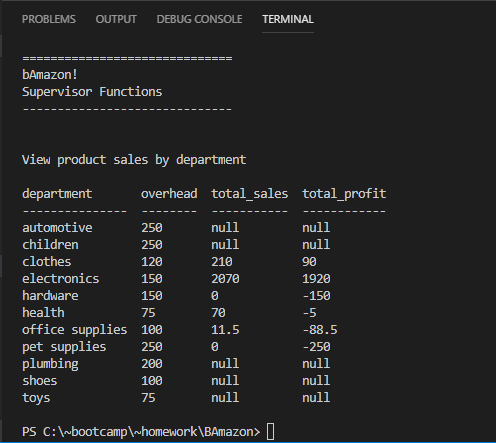 PROBLEMS OUTPUT DEBUG CONSOLE TERMINAL
==============================
bAmazon!
Supervisor Functions
------------------------------
View product sales by department
department overhead total_sales total_profit
--------------- -------- ----------- ------------
automotive 250 null null
children 250 null null
clothes 120 210 90
electronics 150 2070 1920
hardware 150 0 -150
health 75 70 -5
office supplies 100 11.5 -88.5
pet supplies 250 0 -250
plumbing 200 null null
shoes 100 null null
toys 75 null null
PS C:\~bootcamp\~homework\BAmazon>